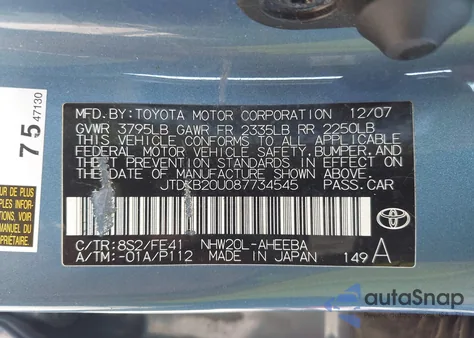 MFD. BY: TOYOTA MOTOR CORPORATION 12/07
GVWR 3795LB GAWR FR 2335LB RR 2250LB
THIS VEHICLE CONFORMS TO ALL APPLICABLE
FEDERAL MOTOR VEHICLE SAFETY, BUMPER, AND
THEFT PREVENTION STANDARDS IN EFFECT ON
THE DATE OF MANUFACTURE SHOWN ABOVE.
JTDKB20U087734545 PASS.CAR
C/TR: 8S2/FE41 NHW20L-AHEEBA
A/TM: -01A/P112 MADE IN JAPAN 149 A
75
47130
autoSnap